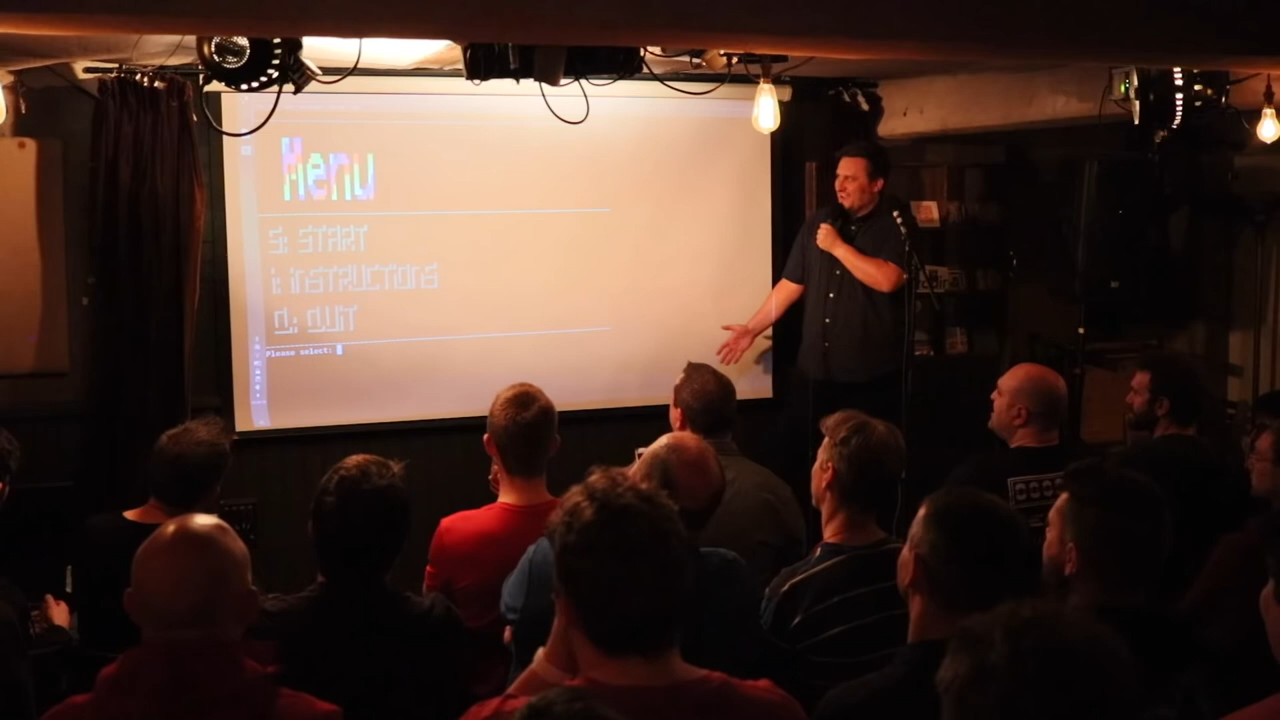 Menu
S: START
i: iNSTRUCTiONS
Q: QUiT
Please select: